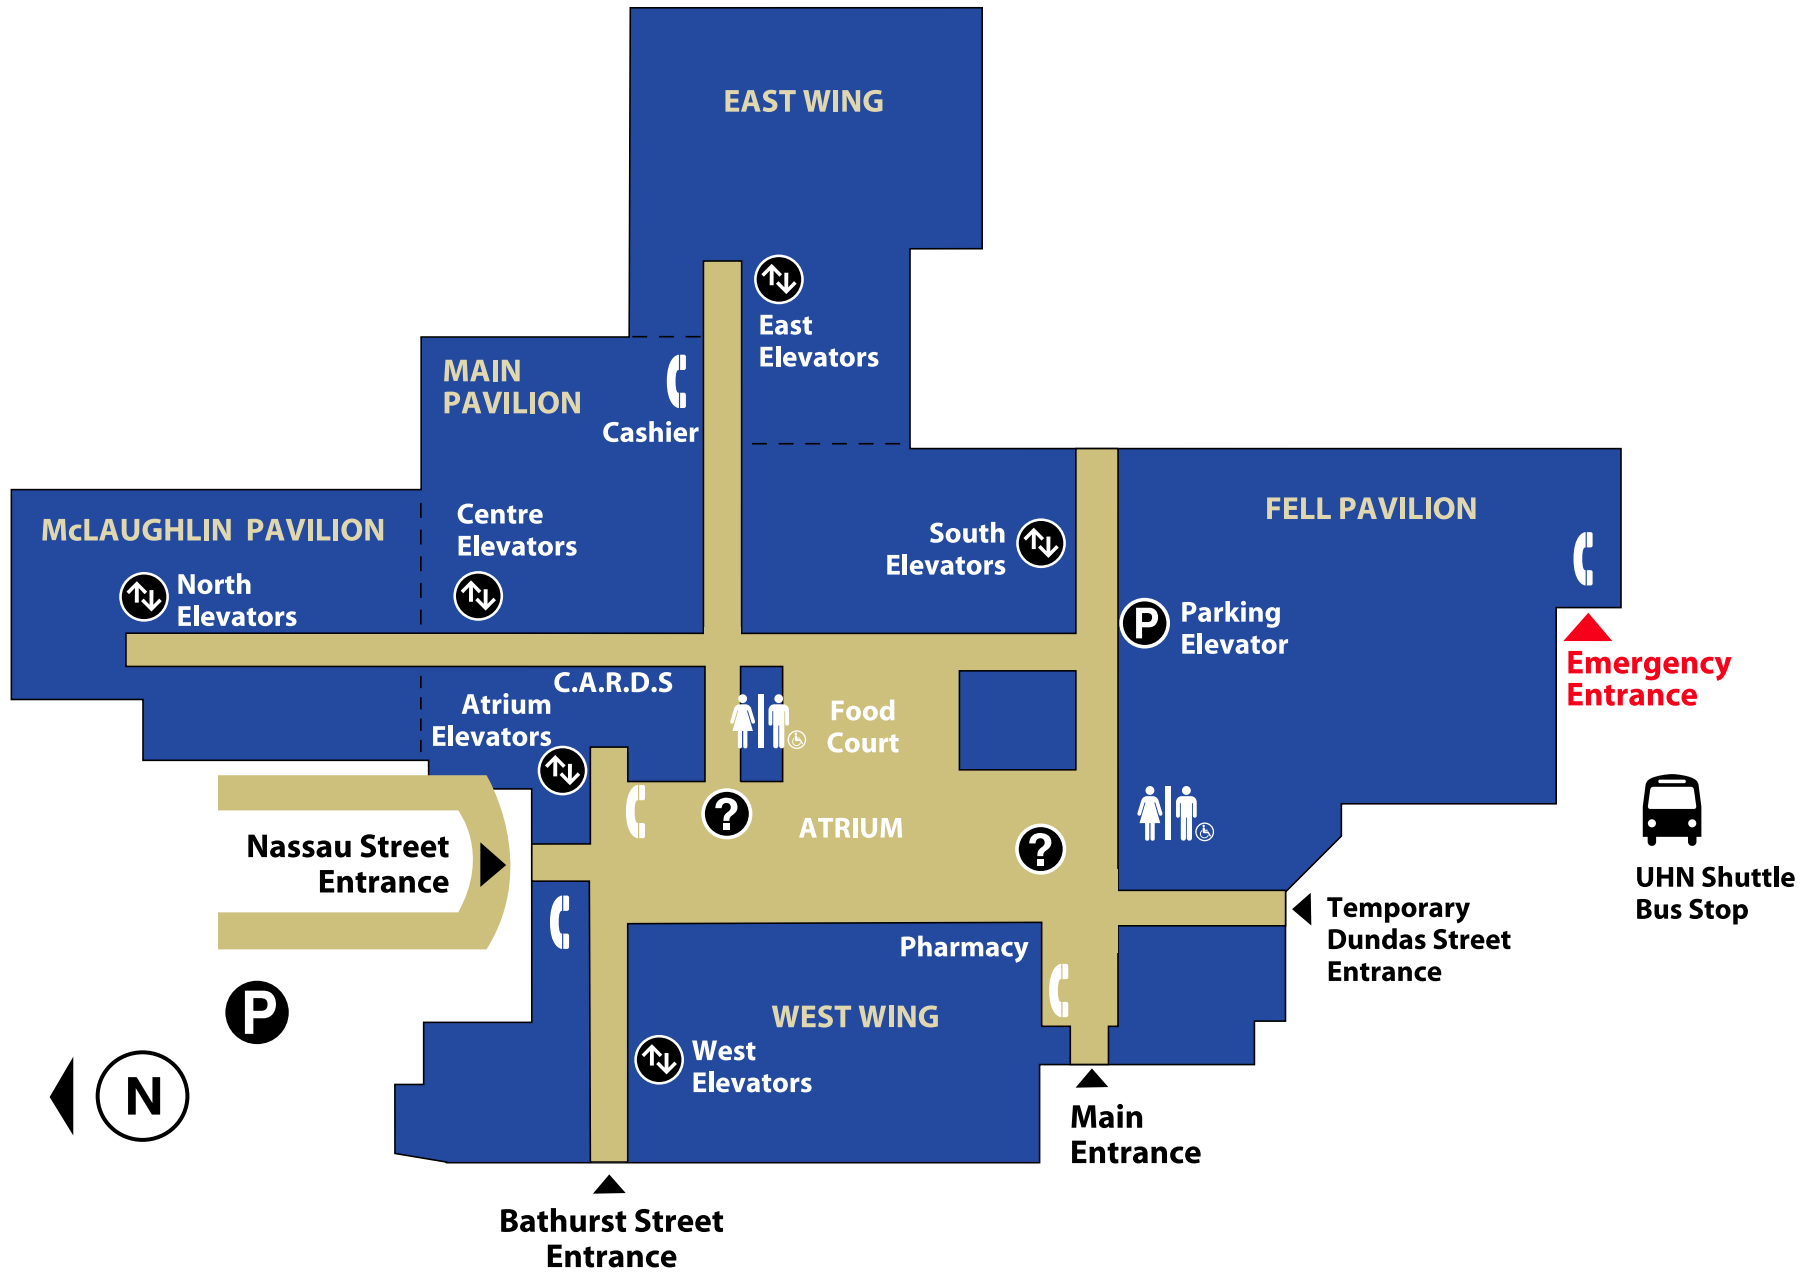 EAST WING
East
Elevators
MAIN
PAVILION
Cashier
McLAUGHLIN PAVILION
Centre
Elevators
North
Elevators
South
Elevators
FELL PAVILION
P
Parking
Elevator
Emergency
Entrance
C.A.R.D.S
Atrium
Elevators
Food
Court
?
ATRIUM
?
Nassau Street
Entrance
UHN Shuttle
Bus Stop
Temporary
Dundas Street
Entrance
Pharmacy
WEST WING
P
West
Elevators
N
Main
Entrance
Bathurst Street
Entrance